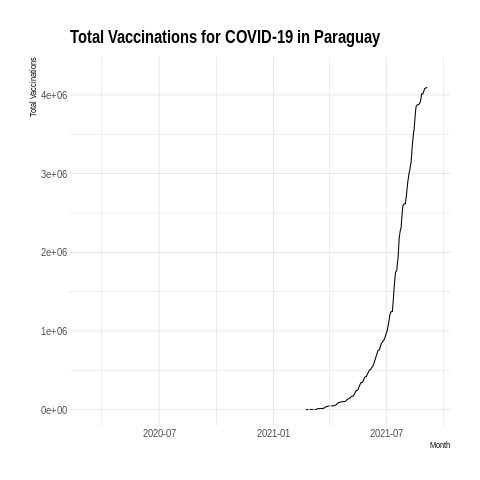 Total Vaccinations for COVID-19 in Paraguay
Total Vaccinations
4e+06
3e+06
2e+06
1e+06
0e+00
2020-07
2021-01
2021-07
Month